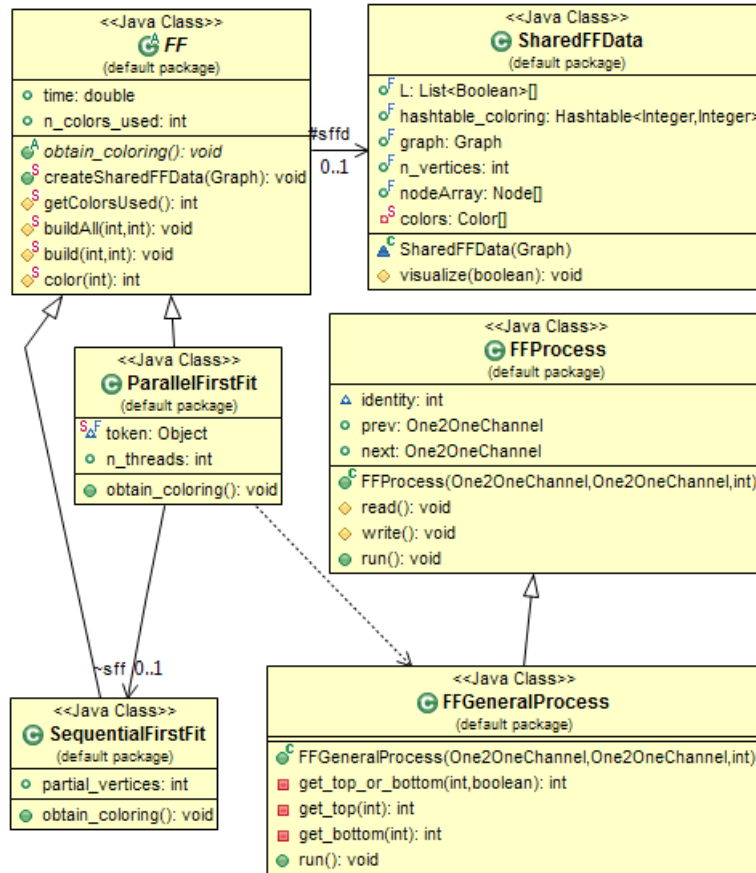 <<Java Class>>
FF
(default package)
time: double
n_colors_used: int
obtain_coloring(): void
createSharedFFData(Graph): void
getColorsUsed(): int
buildAll(int,int): void
build(int,int): void
color(int): int
#sffd
0..1
<<Java Class>>
SharedFFData
(default package)
L: List<Boolean>[]
hashtable_coloring: Hashtable<Integer,Integer>
graph: Graph
n_vertices: int
nodeArray: Node[]
colors: Color[]
SharedFFData(Graph)
visualize(boolean): void
<<Java Class>>
ParallelFirstFit
(default package)
token: Object
n_threads: int
obtain_coloring(): void
<<Java Class>>
FFProcess
(default package)
identity: int
prev: One2OneChannel
next: One2OneChannel
FFProcess(One2OneChannel,One2OneChannel,int)
read(): void
write(): void
run(): void
~sff 0..1
<<Java Class>>
SequentialFirstFit
(default package)
partial_vertices: int
obtain_coloring(): void
<<Java Class>>
FFGeneralProcess
(default package)
FFGeneralProcess(One2OneChannel,One2OneChannel,int)
get_top_or_bottom(int,boolean): int
get_top(int): int
get_bottom(int): int
run(): void